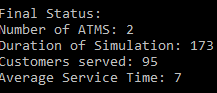 Final Status:
Number of ATMS: 2
Duration of Simulation: 173
Customers served: 95
Average Service Time: 7